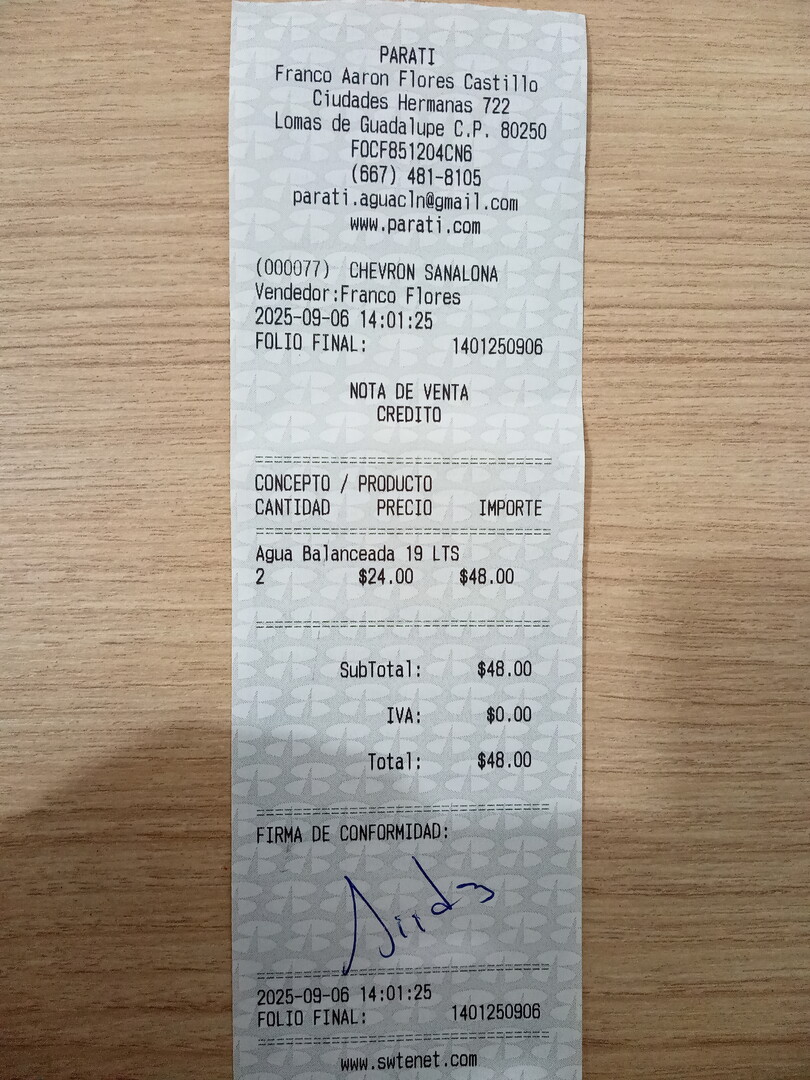 PARATI
Franco Aaron Flores Castillo
Ciudades Hermanas 722
Lomas de Guadalupe C.P. 80250
FOCF851204CN6
(667) 481-8105
parati.aguacln@gmail.com
www.parati.com
(000077) CHEVRON SANALONA
Vendedor:Franco Flores
2025-09-06 14:01:25
FOLIO FINAL: 1401250906
NOTA DE VENTA
CREDITO
CONCEPTO / PRODUCTO
CANTIDAD PRECIO IMPORTE
Agua Balanceada 19 LTS
2 $24.00 $48.00
SubTotal: $48.00
IVA: $0.00
Total: $48.00
FIRMA DE CONFORMIDAD:
2025-09-06 14:01:25
FOLIO FINAL: 1401250906
www.swtenet.com